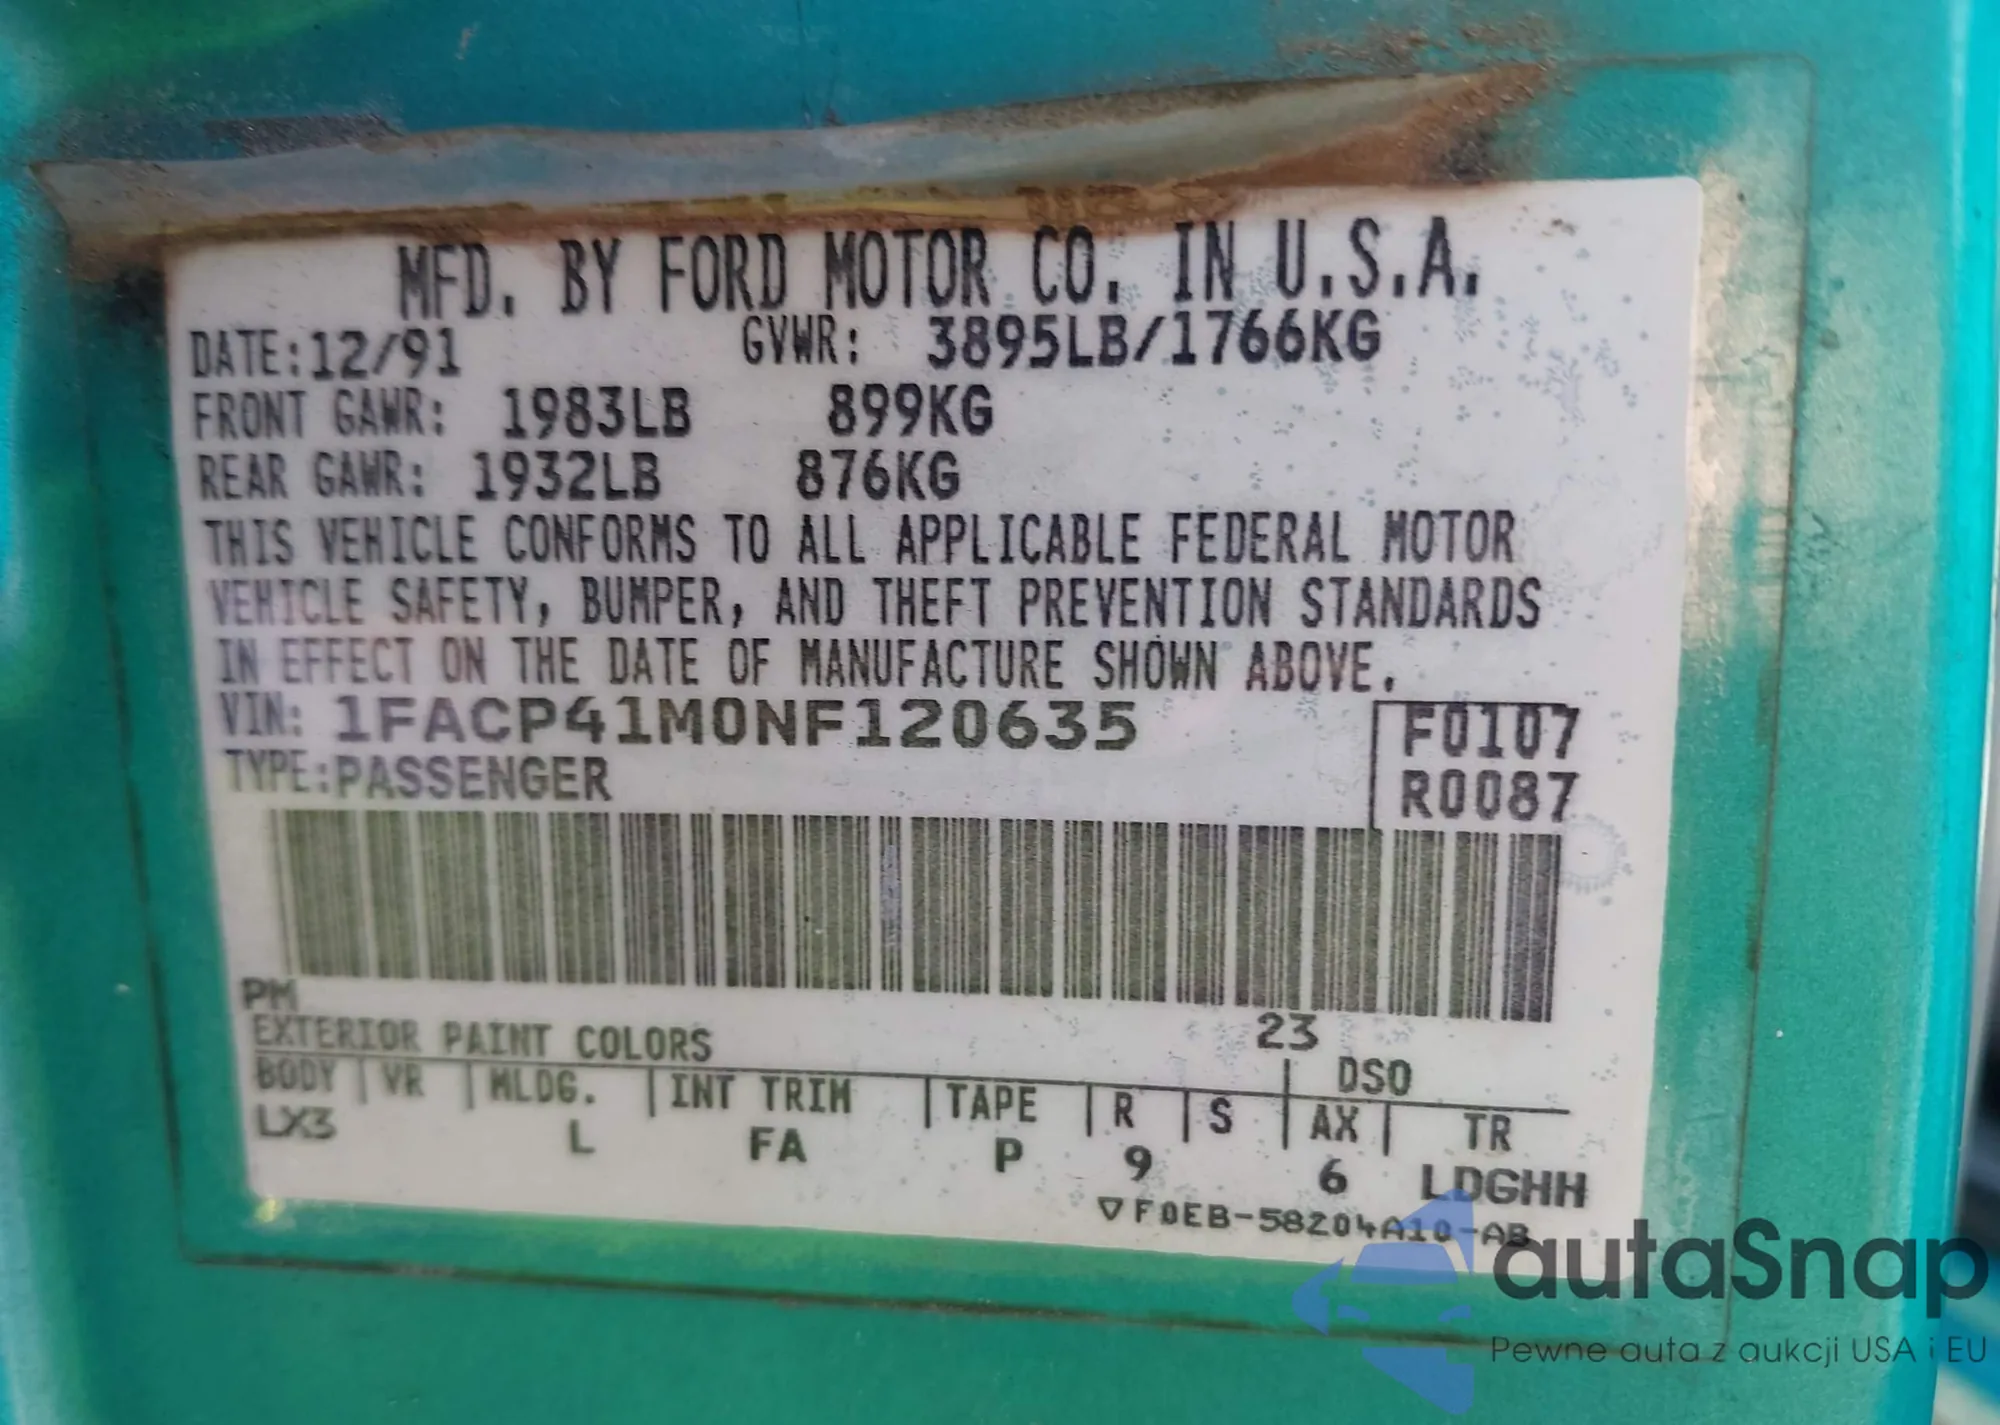 MFD. BY FORD MOTOR CO. IN U.S.A.
DATE:12/91 GVWR: 3895LB/1766KG
FRONT GAWR: 1983LB 899KG
REAR GAWR: 1932LB 876KG
THIS VEHICLE CONFORMS TO ALL APPLICABLE FEDERAL MOTOR
VEHICLE SAFETY, BUMPER, AND THEFT PREVENTION STANDARDS
IN EFFECT ON THE DATE OF MANUFACTURE SHOWN ABOVE.
VIN: 1FACP41M0NF120635 F0107
TYPE:PASSENGER R0087
PM
EXTERIOR PAINT COLORS 23 DSO
BODY VR MLDG. INT TRIM TAPE R S AX TR
LX3 L FA P 9 6 LDGHH
▽F0EB-58204A10-AB
autaSnap
Pewne auta z aukcji USA i EU